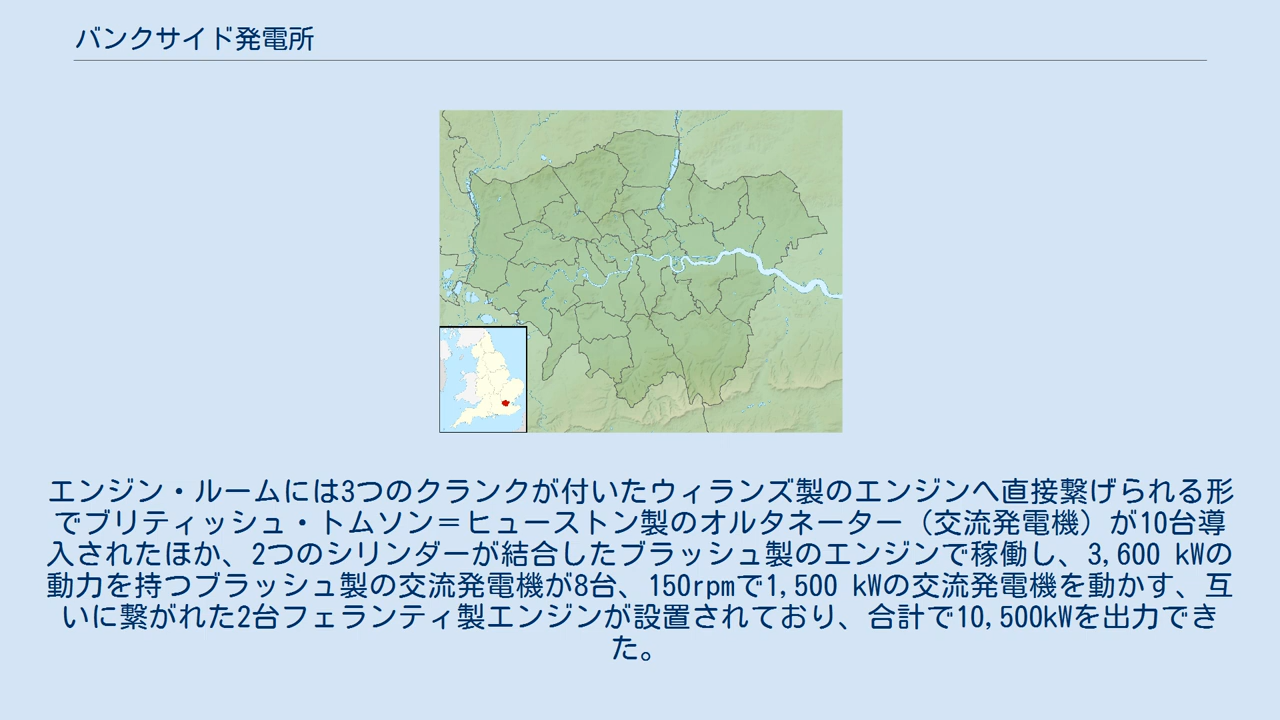 バンクサイド発電所
エンジン・ルームには3つのクランクが付いたウィランズ製のエンジンへ直接繋げられる形
でブリティッシュ・トムソン＝ヒューストン製のオルタネーター（交流発電機）が10台導
入されたほか、2つのシリンダーが結合したブラッシュ製のエンジンで稼働し、3,600 kWの
動力を持つブラッシュ製の交流発電機が8台、150rpmで1,500 kWの交流発電機を動かす、互
いに繋がれた2台フェランティ製エンジンが設置されており、合計で10,500kWを出力でき
た。